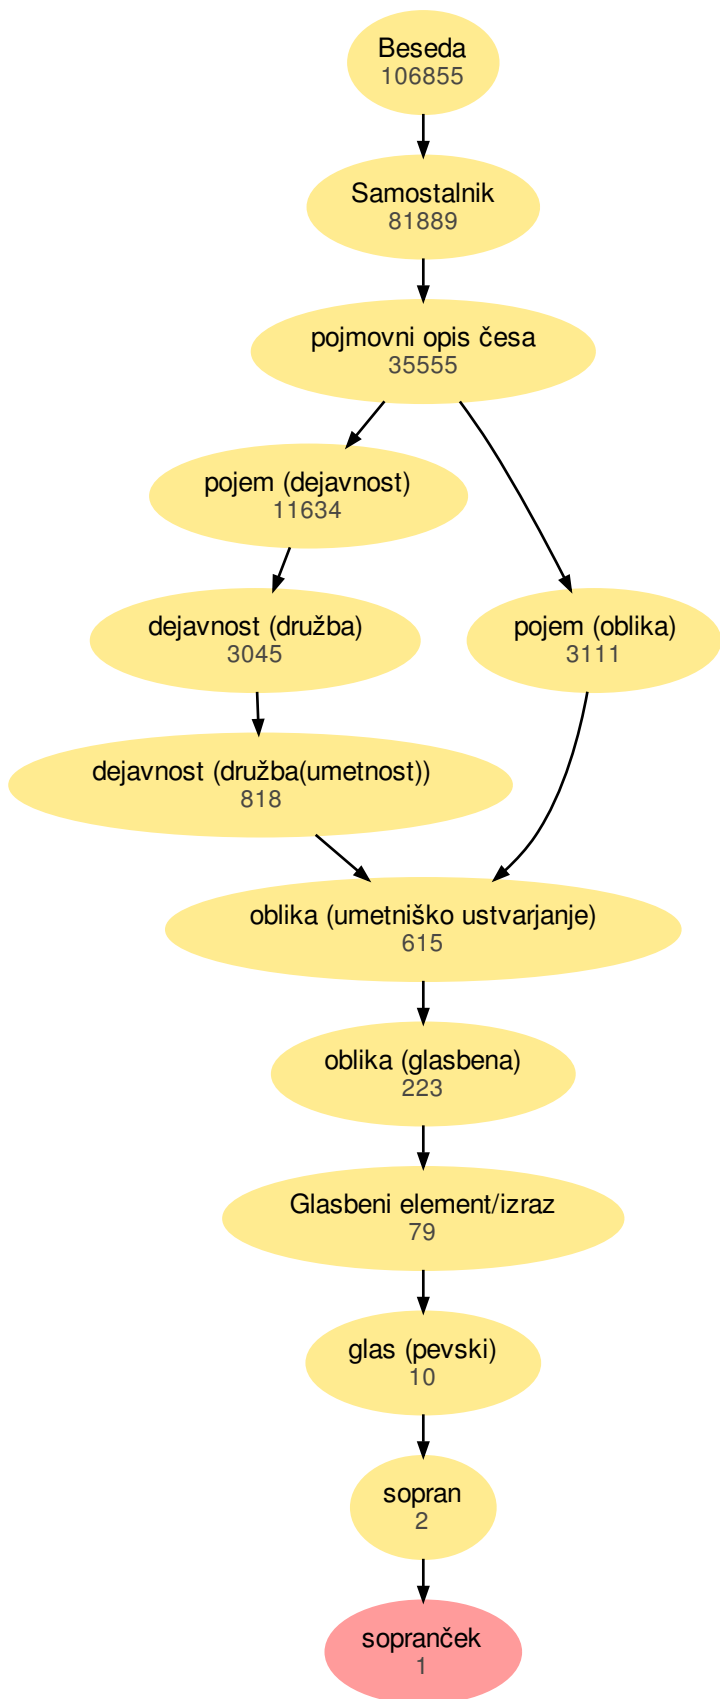 Beseda
106855
Samostalnik
81889
pojmovni opis česa
35555
pojem (dejavnost)
11634
dejavnost (družba)
3045
pojem (oblika)
3111
dejavnost (družba(umetnost))
818
oblika (umetniško ustvarjanje)
615
oblika (glasbena)
223
Glasbeni element/izraz
79
glas (pevski)
10
sopran
2
sopranček
1